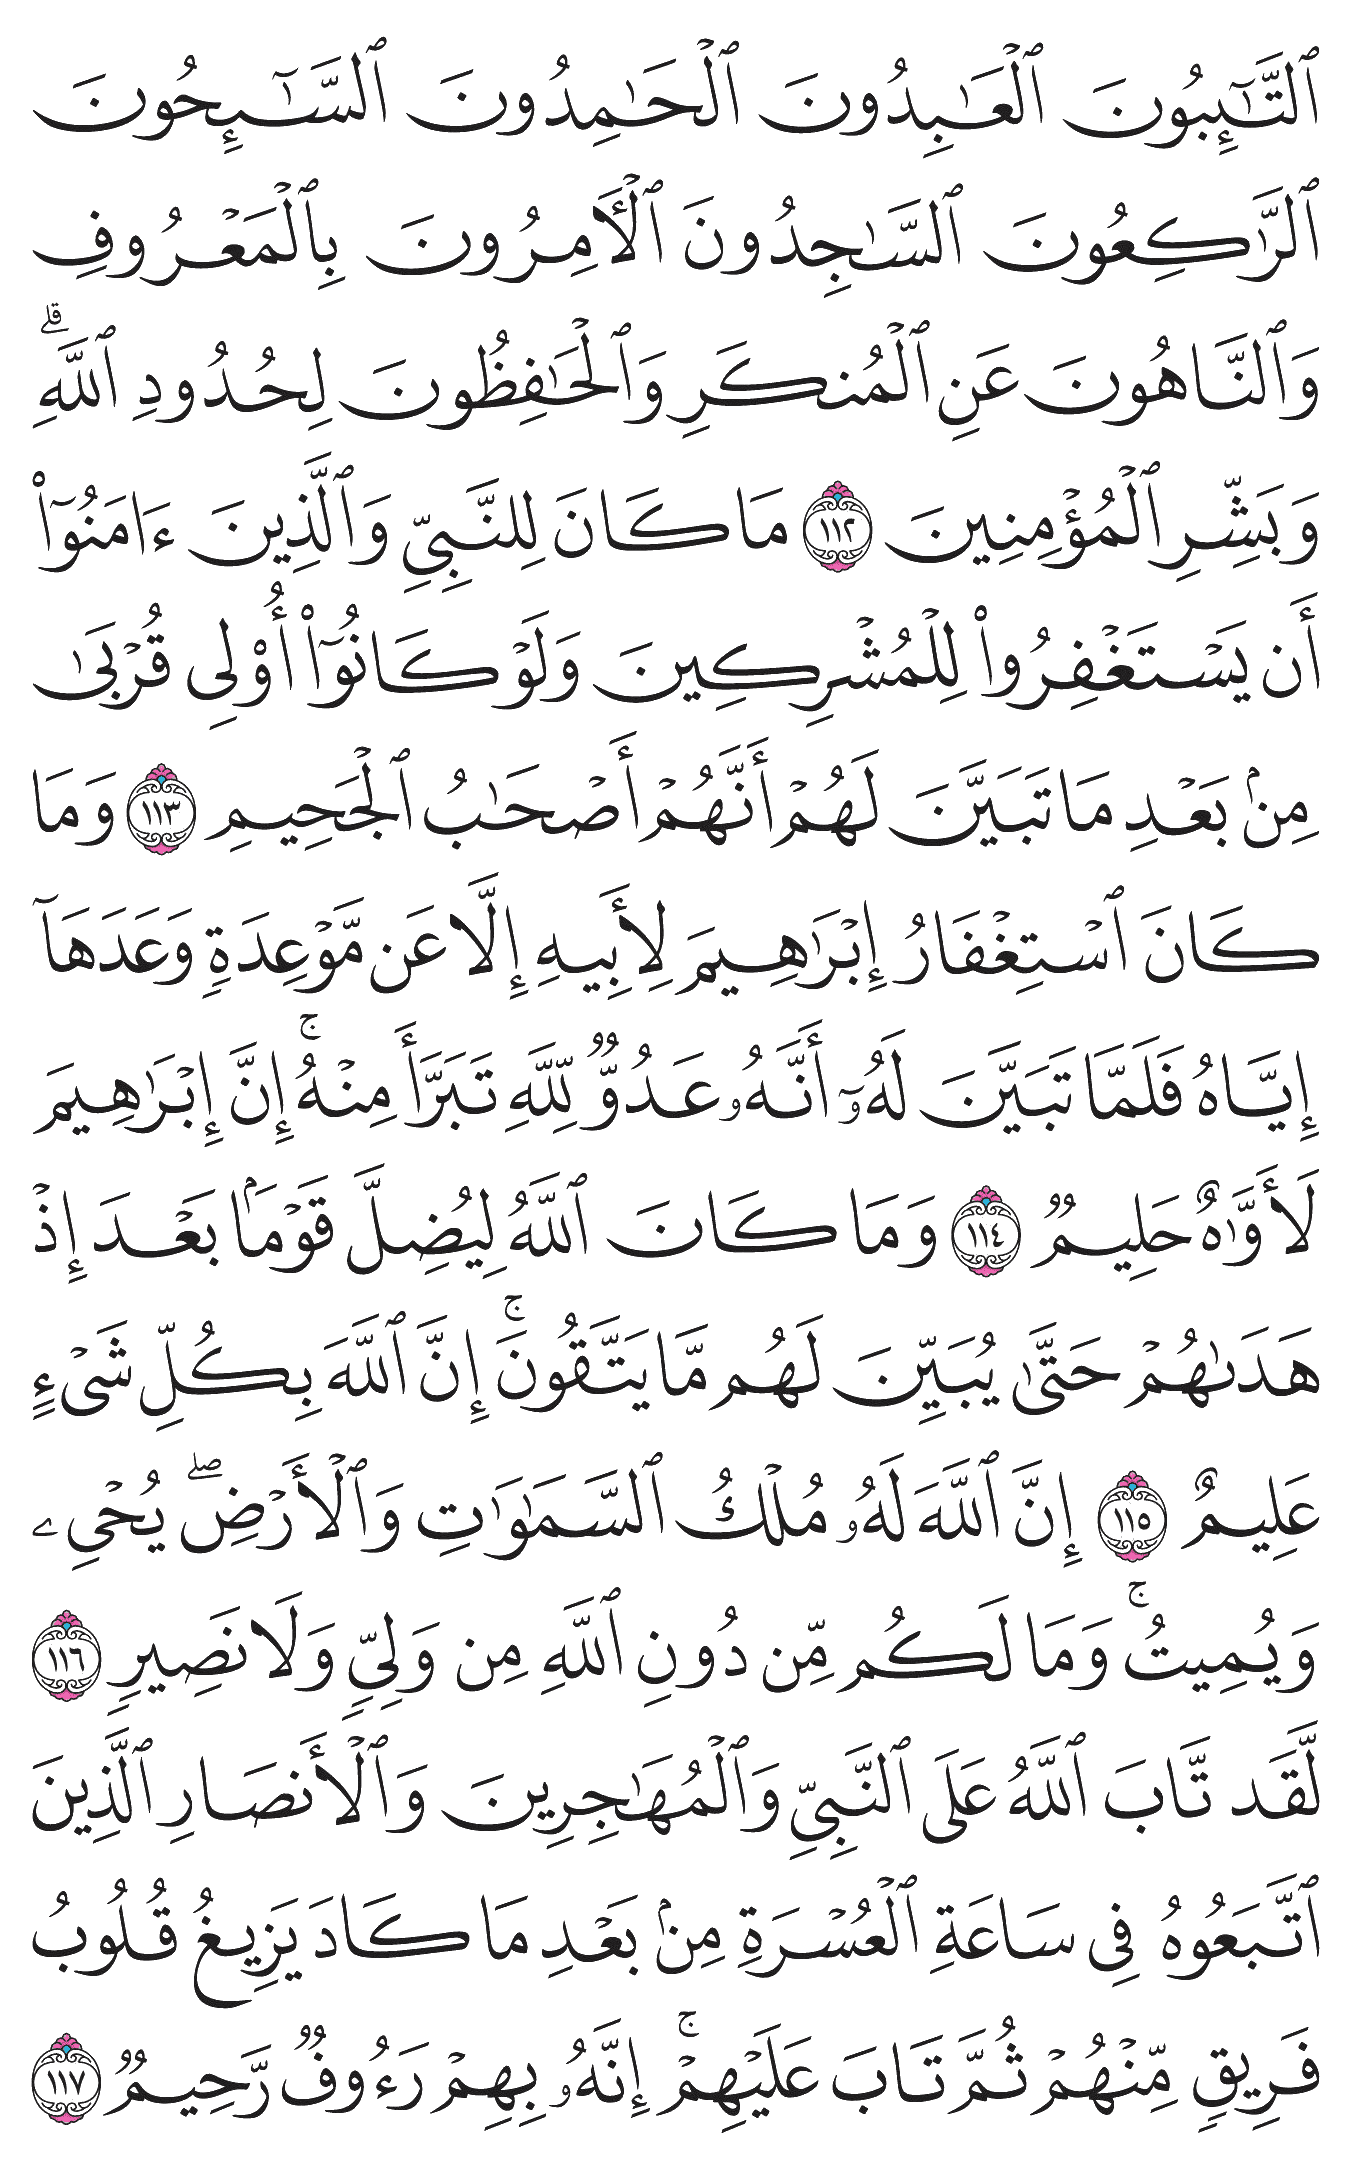 ٱلتَّـٰٓئِبُونَ ٱلْعَـٰبِدُونَ ٱلْحَـٰمِدُونَ ٱلسَّـٰٓئِحُونَ
ٱلرَّٰكِعُونَ ٱلسَّـٰجِدُونَ ٱلْـَٔامِرُونَ بِٱلْمَعْرُوفِ
وَٱلنَّاهُونَ عَنِ ٱلْمُنكَرِ وَٱلْحَـٰفِظُونَ لِحُدُودِ ٱللَّهِ ۗ
وَبَشِّرِ ٱلْمُؤْمِنِينَ ١١٢ مَا كَانَ لِلنَّبِىِّ وَٱلَّذِينَ ءَامَنُوٓا۟
أَن يَسْتَغْفِرُوا۟ لِلْمُشْرِكِينَ وَلَوْ كَانُوٓا۟ أُو۟لِى قُرْبَىٰ
مِنۢ بَعْدِ مَا تَبَيَّنَ لَهُمْ أَنَّهُمْ أَصْحَـٰبُ ٱلْجَحِيمِ ١١٣ وَمَا
كَانَ ٱسْتِغْفَارُ إِبْرَٰهِيمَ لِأَبِيهِ إِلَّا عَن مَّوْعِدَةٍ وَعَدَهَآ
إِيَّاهُ فَلَمَّا تَبَيَّنَ لَهُۥٓ أَنَّهُۥ عَدُوٌّ لِّلَّهِ تَبَرَّأَ مِنْهُ ۚ إِنَّ إِبْرَٰهِيمَ
لَأَوَّٰهٌ حَلِيمٌ ١١٤ وَمَا كَانَ ٱللَّهُ لِيُضِلَّ قَوْمًۢا بَعْدَ إِذْ
هَدَىٰهُمْ حَتَّىٰ يُبَيِّنَ لَهُم مَّا يَتَّقُونَ ۚ إِنَّ ٱللَّهَ بِكُلِّ شَىْءٍ
عَلِيمٌ ١١٥ إِنَّ ٱللَّهَ لَهُۥ مُلْكُ ٱلسَّمَـٰوَٰتِ وَٱلْأَرْضِ ۖ يُحْىِۦ
وَيُمِيتُ ۚ وَمَا لَكُم مِّن دُونِ ٱللَّهِ مِن وَلِىٍّ وَلَا نَصِيرٍ ١١٦
لَّقَد تَّابَ ٱللَّهُ عَلَى ٱلنَّبِىِّ وَٱلْمُهَـٰجِرِينَ وَٱلْأَنصَارِ ٱلَّذِينَ
ٱتَّبَعُوهُ فِى سَاعَةِ ٱلْعُسْرَةِ مِنۢ بَعْدِ مَا كَادَ يَزِيغُ قُلُوبُ
فَرِيقٍ مِّنْهُمْ ثُمَّ تَابَ عَلَيْهِمْ ۚ إِنَّهُۥ بِهِمْ رَءُوفٌ رَّحِيمٌ ١١٧